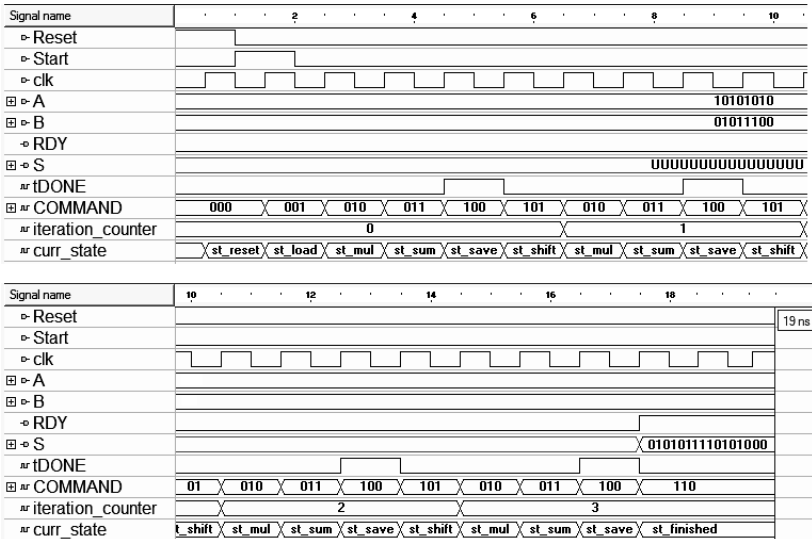 Signal name 2 4 6 8 10
Reset
Start
clk
A 10101010
B 01011100
RDY
S UUUUUUUUUUUUUUUU
tDONE
COMMAND 000 001 010 011 100 101 010 011 100 101
iteration_counter 0 1
curr_state st_reset st_load st_mul st_sum st_save st_shift st_mul st_sum st_save st_shift
Signal name 10 12 14 16 18
Reset 19 ns
Start
clk
A
B
RDY
S 0101011110101000
tDONE
COMMAND 01 010 011 100 101 010 011 100 110
iteration_counter 2 3
curr_state t_shift st_mul st_sum st_save st_shift st_mul st_sum st_save st_finished